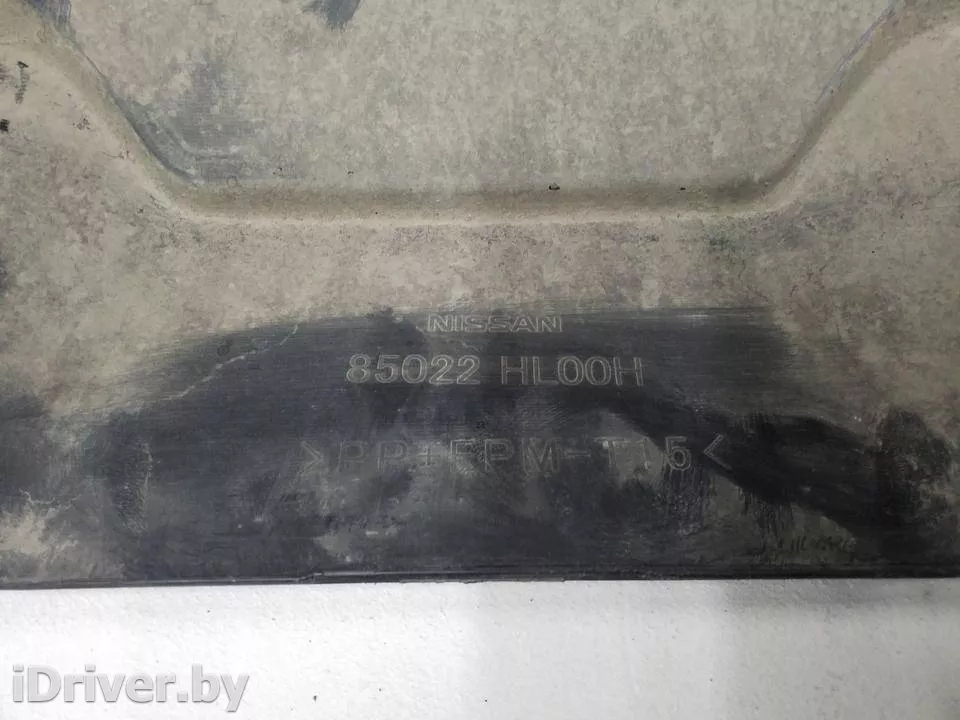 NISSAN
85022 HL00H
>PP+EPM-T15<
iDriver.by